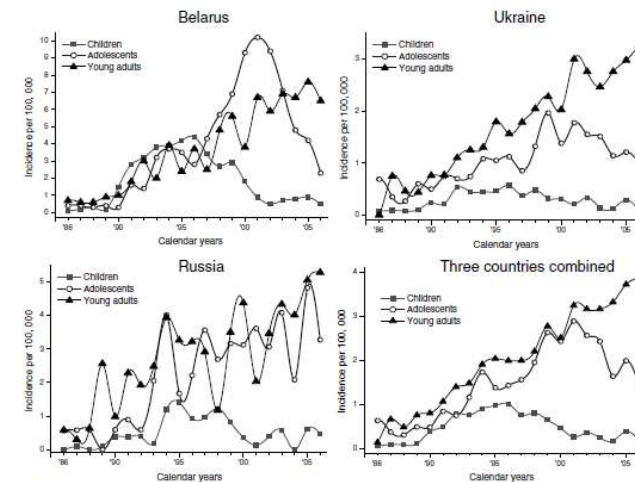 Belarus
Children
Adolescents
Young adults
Incidence per 100, 000
10
9
8
7
6
5
4
3
2
1
0
'86 '90 '95 '00 '05
Calendar years
Ukraine
Children
Adolescents
Young adults
Incidence per 100, 000
3
2
1
0
'86 '90 '95 '00 '05
Calendar years
Russia
Children
Adolescents
Young adults
Incidence per 100, 000
5
4
3
2
1
0
'86 '90 '95 '00 '05
Calendar years
Three countries combined
Children
Adolescents
Young adults
Incidence per 100, 000
4
3
2
1
0
'86 '90 '95 '00 '05
Calendar years